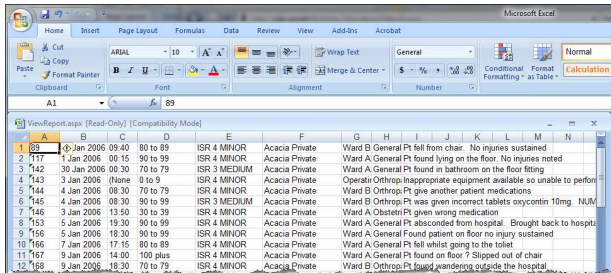 Microsoft Excel
Home Insert Page Layout Formulas Data Review View Add-Ins Acrobat
Cut
Copy
Format Painter
Paste
ARIAL 10 A A
Wrap Text
General
Normal
B I U A
Merge & Center
$ % ,
Conditional Formatting
Format as Table
Calculation
Clipboard Font Alignment Number
A1 fx 89
ViewReport.aspx [Read-Only] [Compatibility Mode]
A B C D E F G H I J K L M N
1 89 Jan 2006 09:40 80 to 89 ISR 4 MINOR Acacia Private Ward B General Pt fell from chair. No injuries sustained
2 117 1 Jan 2006 00:15 90 to 99 ISR 4 MINOR Acacia Private Ward A General Pt found lying on the floor. No injuries noted
3 142 30 Jan 2006 00:30 70 to 79 ISR 3 MEDIUM Acacia Private Ward A General Pt found in bathroom on the floor fitting
4 143 3 Jan 2006 (None 0 to 9 ISR 4 MINOR Acacia Private Operatin Orthropa Inappropriate equipment available so unable to perfor
5 144 4 Jan 2006 08:30 70 to 79 ISR 4 MINOR Acacia Private Ward B Orthropa Pt give another patient medications
6 145 4 Jan 2006 08:30 90 to 99 ISR 3 MEDIUM Acacia Private Ward B Orthropa Pt was given incorrect tablets oxycontin 10mg. NUM
7 146 3 Jan 2006 13:50 30 to 39 ISR 4 MINOR Acacia Private Ward A Obstetri Pt given wrong medication
8 153 5 Jan 2006 19:30 90 to 99 ISR 4 MINOR Acacia Private Ward A General Pt absconded from hospital. Brought back to hospita
9 156 5 Jan 2006 18:30 90 to 99 ISR 4 MINOR Acacia Private Ward A General Found patient on floor no injury sustained
10 155 7 Jan 2006 17:15 80 to 89 ISR 4 MINOR Acacia Private Ward A General Pt fell whilst going to the toliet
11 167 9 Jan 2006 14:00 100 plus ISR 4 MINOR Acacia Private Ward A General Pt found on floor ? Slipped out of chair
12 168 9 Jan 2006 18:30 70 to 79 ISR 4 MINOR Acacia Private Ward B Orthropa Pt found wandering outside the hospital